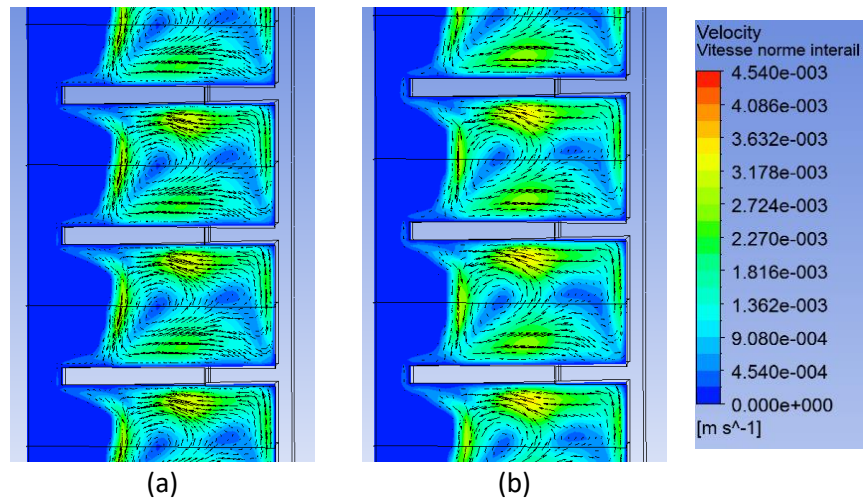 Velocity
Vitesse norme interail
4.540e-003
4.086e-003
3.632e-003
3.178e-003
2.724e-003
2.270e-003
1.816e-003
1.362e-003
9.080e-004
4.540e-004
0.000e+000
[m s^-1]
(a)
(b)